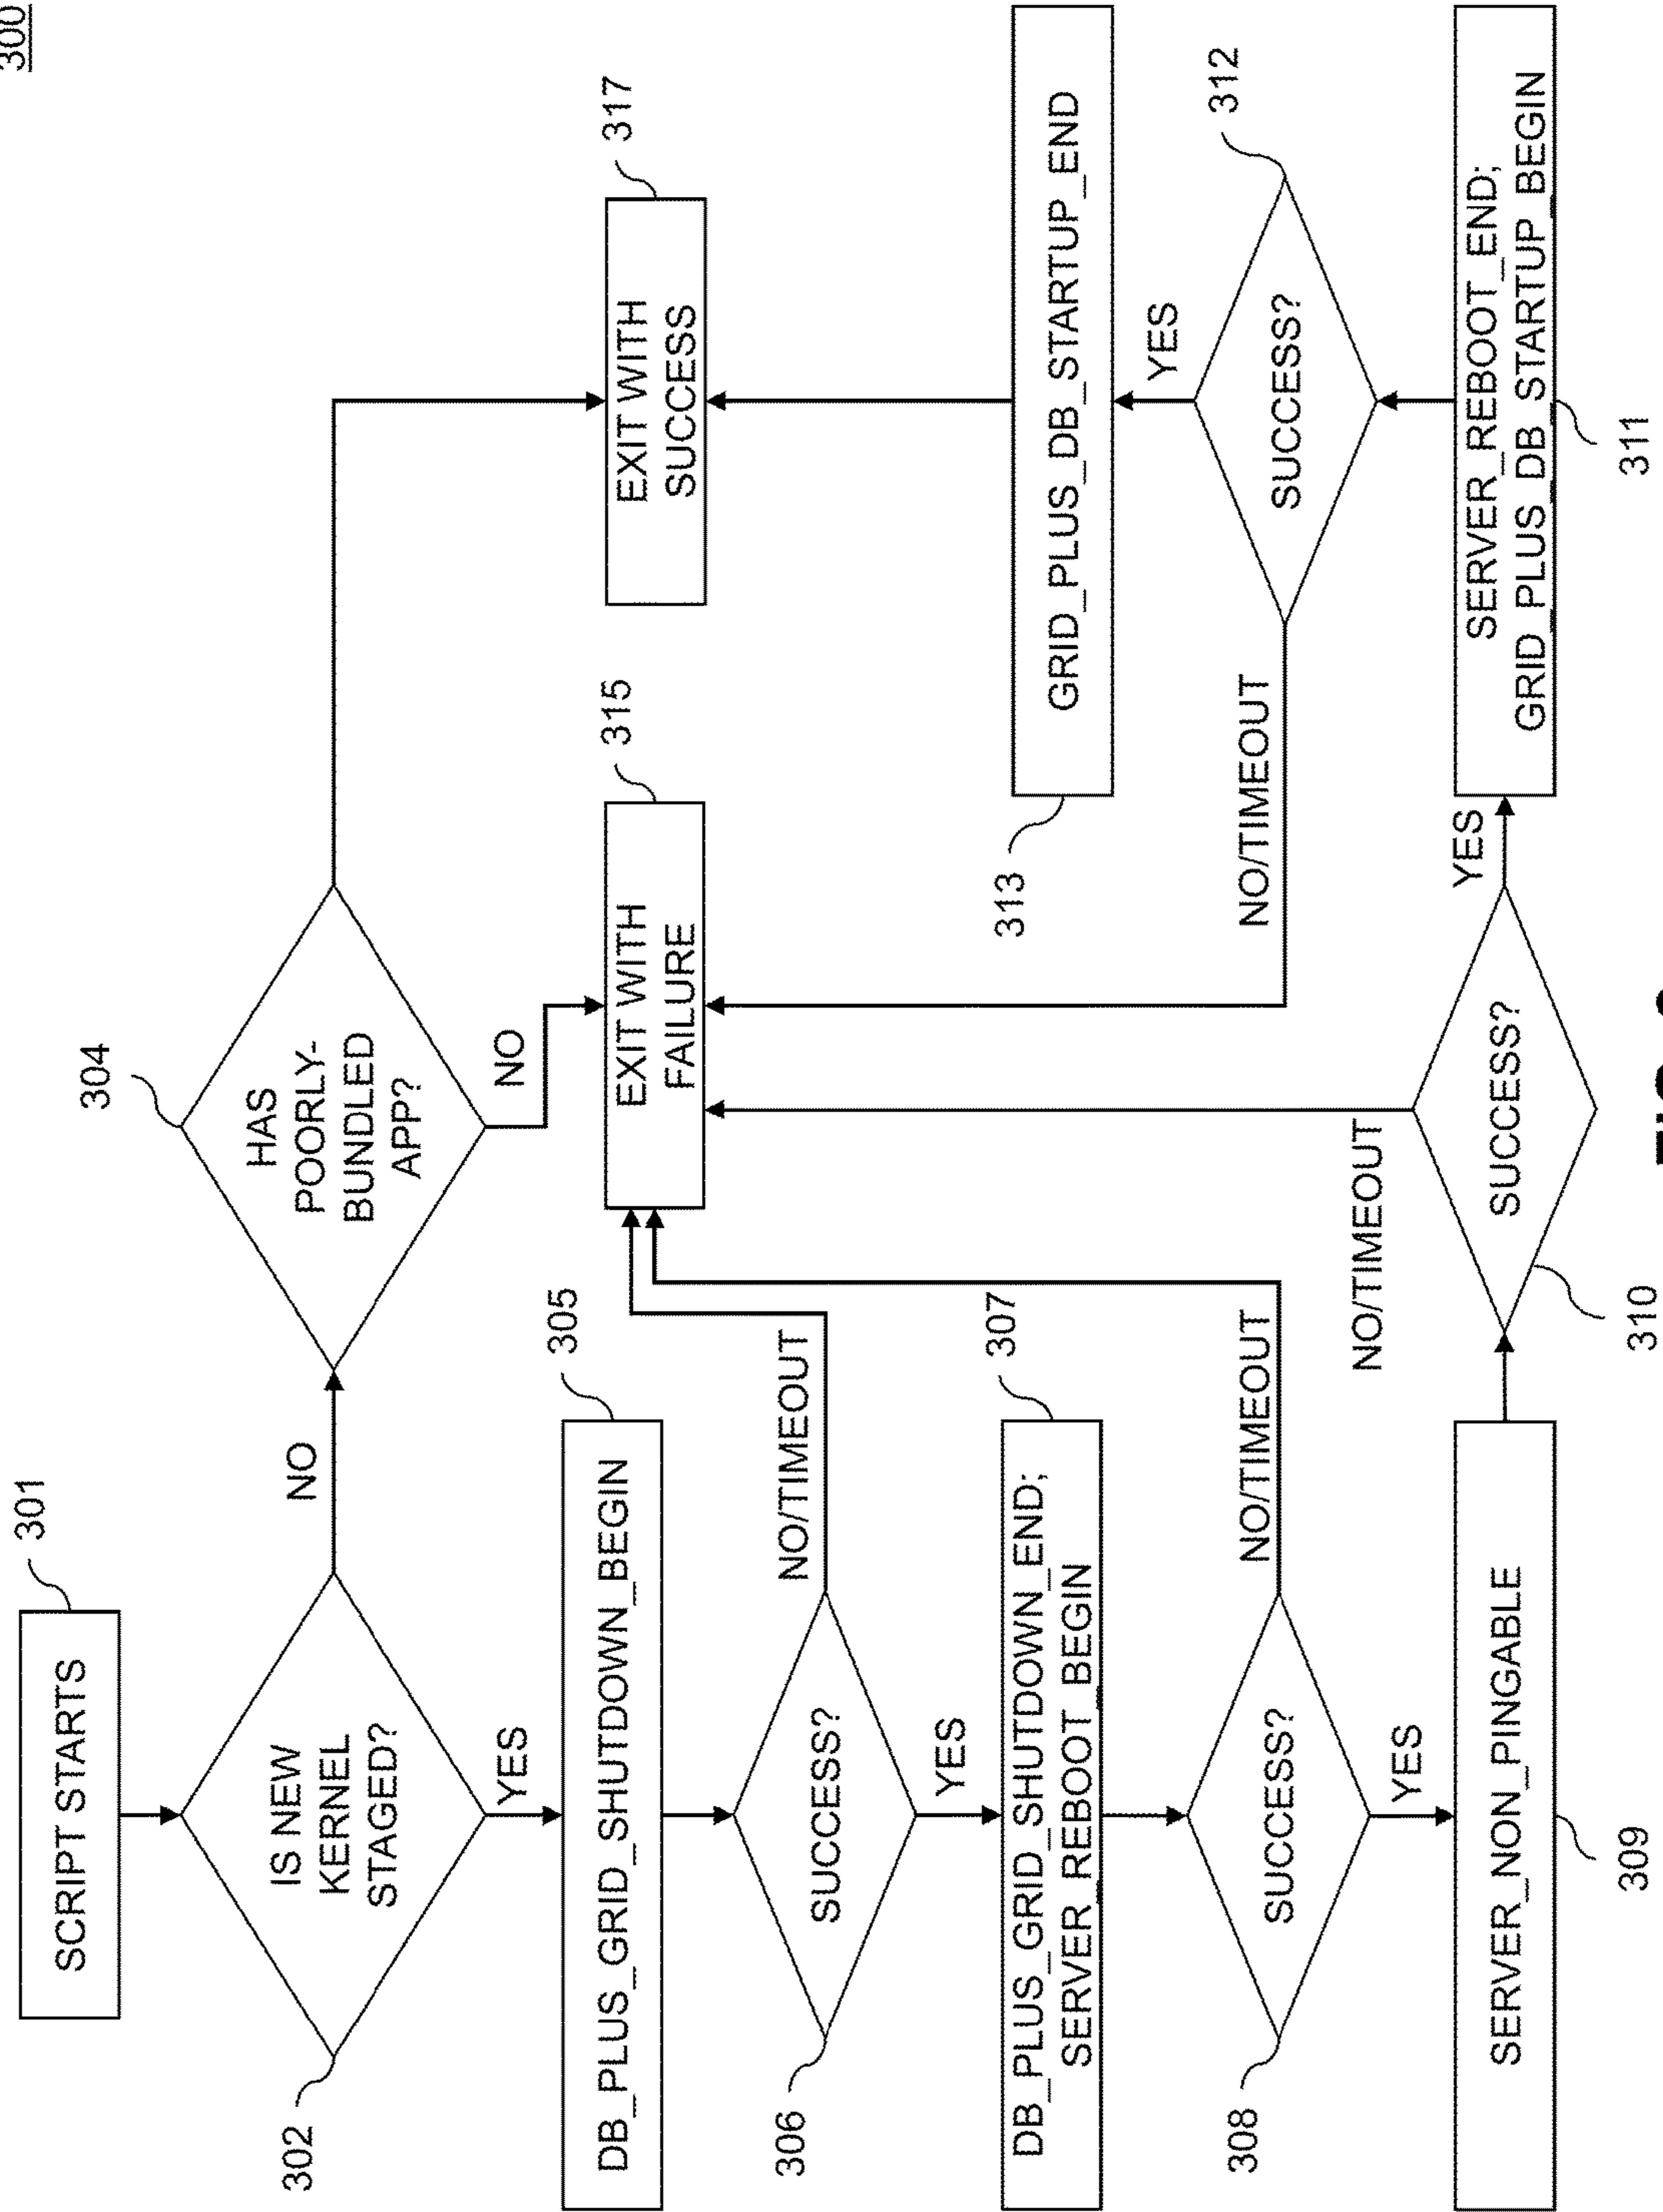 300
301
SCRIPT STARTS
302
IS NEW
KERNEL
STAGED?
NO
304
HAS
POORLY-
BUNDLED
APP?
NO
YES
305
DB_PLUS_GRID_SHUTDOWN_BEGIN
315
EXIT WITH
FAILURE
317
EXIT WITH
SUCCESS
306
SUCCESS?
NO/TIMEOUT
YES
307
DB_PLUS_GRID_SHUTDOWN_END;
SERVER_REBOOT_BEGIN
313
GRID_PLUS_DB_STARTUP_END
YES
308
SUCCESS?
NO/TIMEOUT
NO/TIMEOUT
SUCCESS?
312
YES
NO/TIMEOUT
309
SERVER_NON_PINGABLE
310
SUCCESS?
YES
SERVER_REBOOT_END;
GRID_PLUS_DB_STARTUP_BEGIN
311